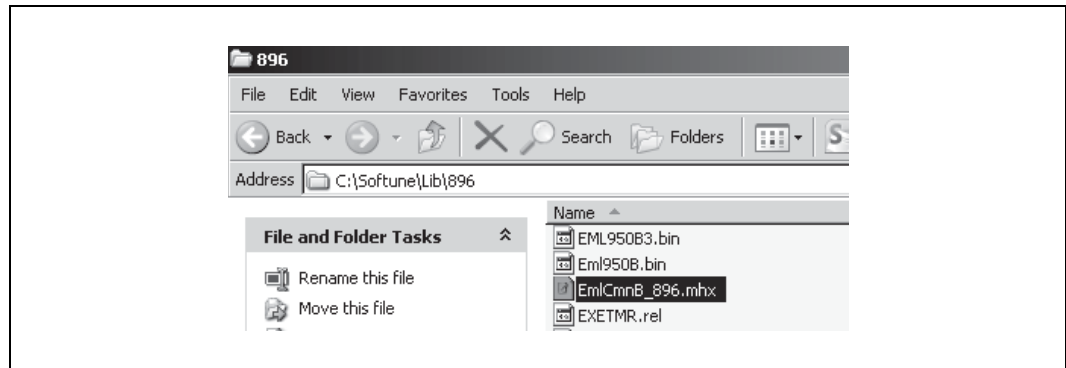 896
File Edit View Favorites Tools Help
Back Search Folders
Address C:\Softune\Lib\896
File and Folder Tasks
Rename this file
Move this file
Name
EML950B3.bin
Eml950B.bin
EmlCmnB_896.mhx
EXETMR.rel